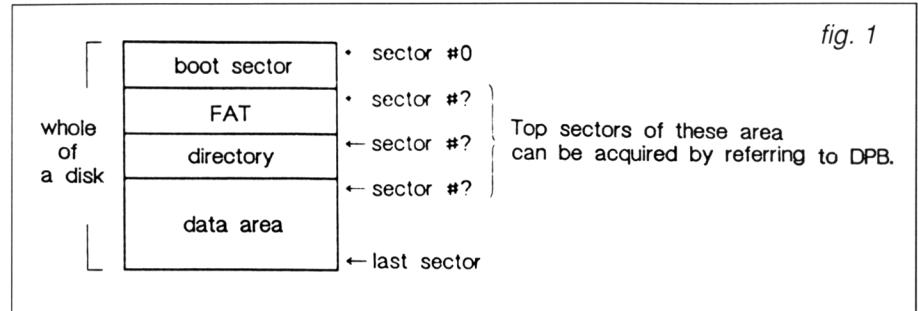 fig. 1
whole
of
a disk
boot sector
FAT
directory
data area
sector #0
sector #?
← sector #?
← sector #?
← last sector
Top sectors of these area
can be acquired by referring to DPB.